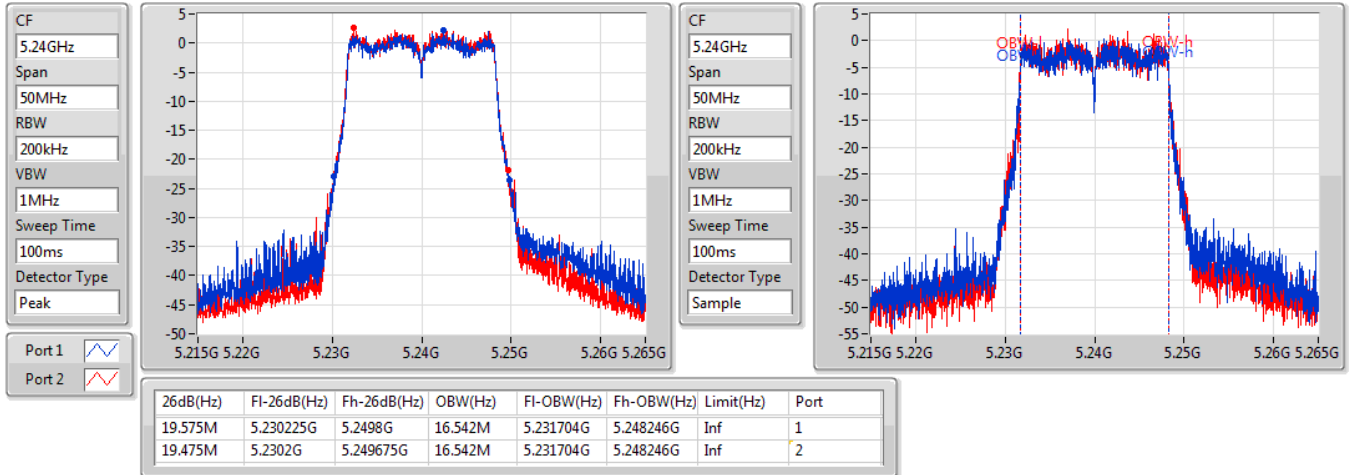 CF
5.24GHz
Span
50MHz
RBW
200kHz
VBW
1MHz
Sweep Time
100ms
Detector Type
Peak
Port 1
Port 2
5
0
-5
-10
-15
-20
-25
-30
-35
-40
-45
-50
5.215G 5.22G 5.23G 5.24G 5.25G 5.26G 5.265G
CF
5.24GHz
Span
50MHz
RBW
200kHz
VBW
1MHz
Sweep Time
100ms
Detector Type
Sample
5
0
-5
-10
-15
-20
-25
-30
-35
-40
-45
-50
-55
OBW-h
5.215G 5.22G 5.23G 5.24G 5.25G 5.26G 5.265G
26dB(Hz) Fl-26dB(Hz) Fh-26dB(Hz) OBW(Hz) Fl-OBW(Hz) Fh-OBW(Hz) Limit(Hz) Port
19.575M 5.230225G 5.2498G 16.542M 5.231704G 5.248246G Inf 1
19.475M 5.2302G 5.249675G 16.542M 5.231704G 5.248246G Inf 2